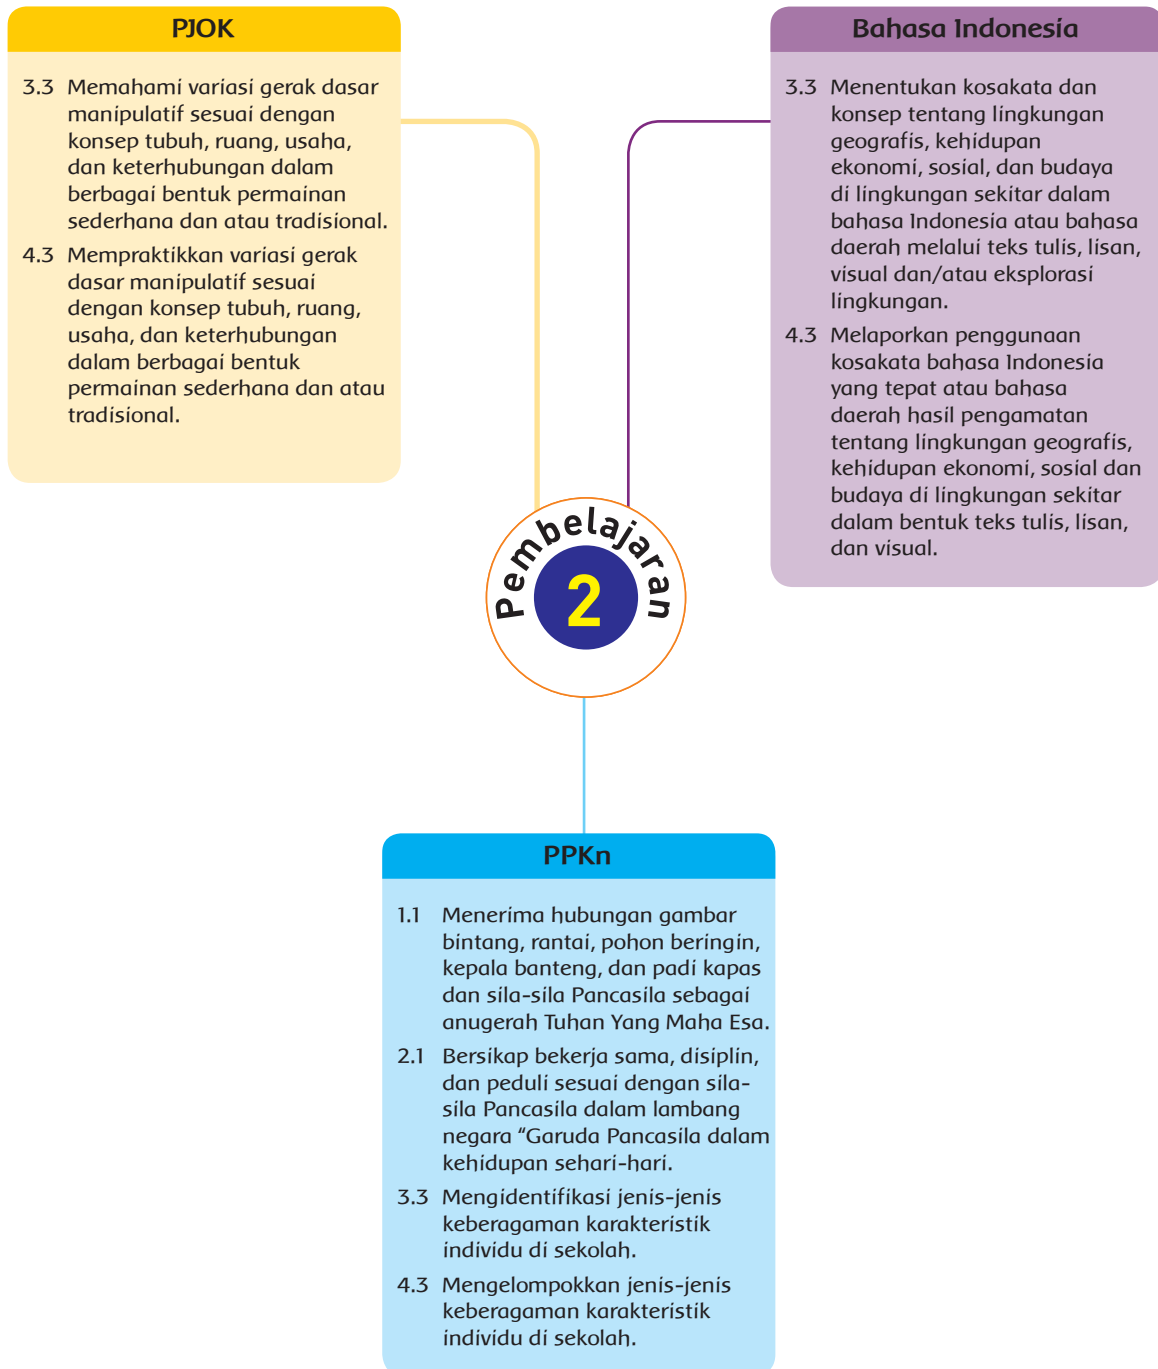 PJOK
3.3 Memahami variasi gerak dasar
manipulatif sesuai dengan
konsep tubuh, ruang, usaha,
dan keterhubungan dalam
berbagai bentuk permainan
sederhana dan atau tradisional.
4.3 Mempraktikkan variasi gerak
dasar manipulatif sesuai
dengan konsep tubuh, ruang,
usaha, dan keterhubungan
dalam berbagai bentuk
permainan sederhana dan atau
tradisional.
Bahasa Indonesia
3.3 Menentukan kosakata dan
konsep tentang lingkungan
geografis, kehidupan
ekonomi, sosial, dan budaya
di lingkungan sekitar dalam
bahasa Indonesia atau bahasa
daerah melalui teks tulis, lisan,
visual dan/atau eksplorasi
lingkungan.
4.3 Melaporkan penggunaan
kosakata bahasa Indonesia
yang tepat atau bahasa
daerah hasil pengamatan
tentang lingkungan geografis,
kehidupan ekonomi, sosial dan
budaya di lingkungan sekitar
dalam bentuk teks tulis, lisan,
dan visual.
Pembelajaran
2
PPKn
1.1 Menerima hubungan gambar
bintang, rantai, pohon beringin,
kepala banteng, dan padi kapas
dan sila-sila Pancasila sebagai
anugerah Tuhan Yang Maha Esa.
2.1 Bersikap bekerja sama, disiplin,
dan peduli sesuai dengan sila-
sila Pancasila dalam lambang
negara “Garuda Pancasila dalam
kehidupan sehari-hari.
3.3 Mengidentifikasi jenis-jenis
keberagaman karakteristik
individu di sekolah.
4.3 Mengelompokkan jenis-jenis
keberagaman karakteristik
individu di sekolah.